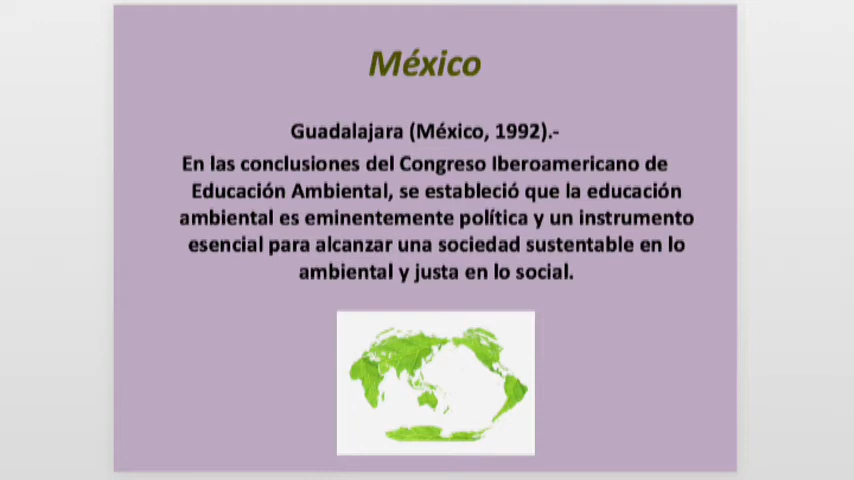 México
Guadalajara (México, 1992).-
En las conclusiones del Congreso Iberoamericano de
Educación Ambiental, se estableció que la educación
ambiental es eminentemente política y un instrumento
esencial para alcanzar una sociedad sustentable en lo
ambiental y justa en lo social.